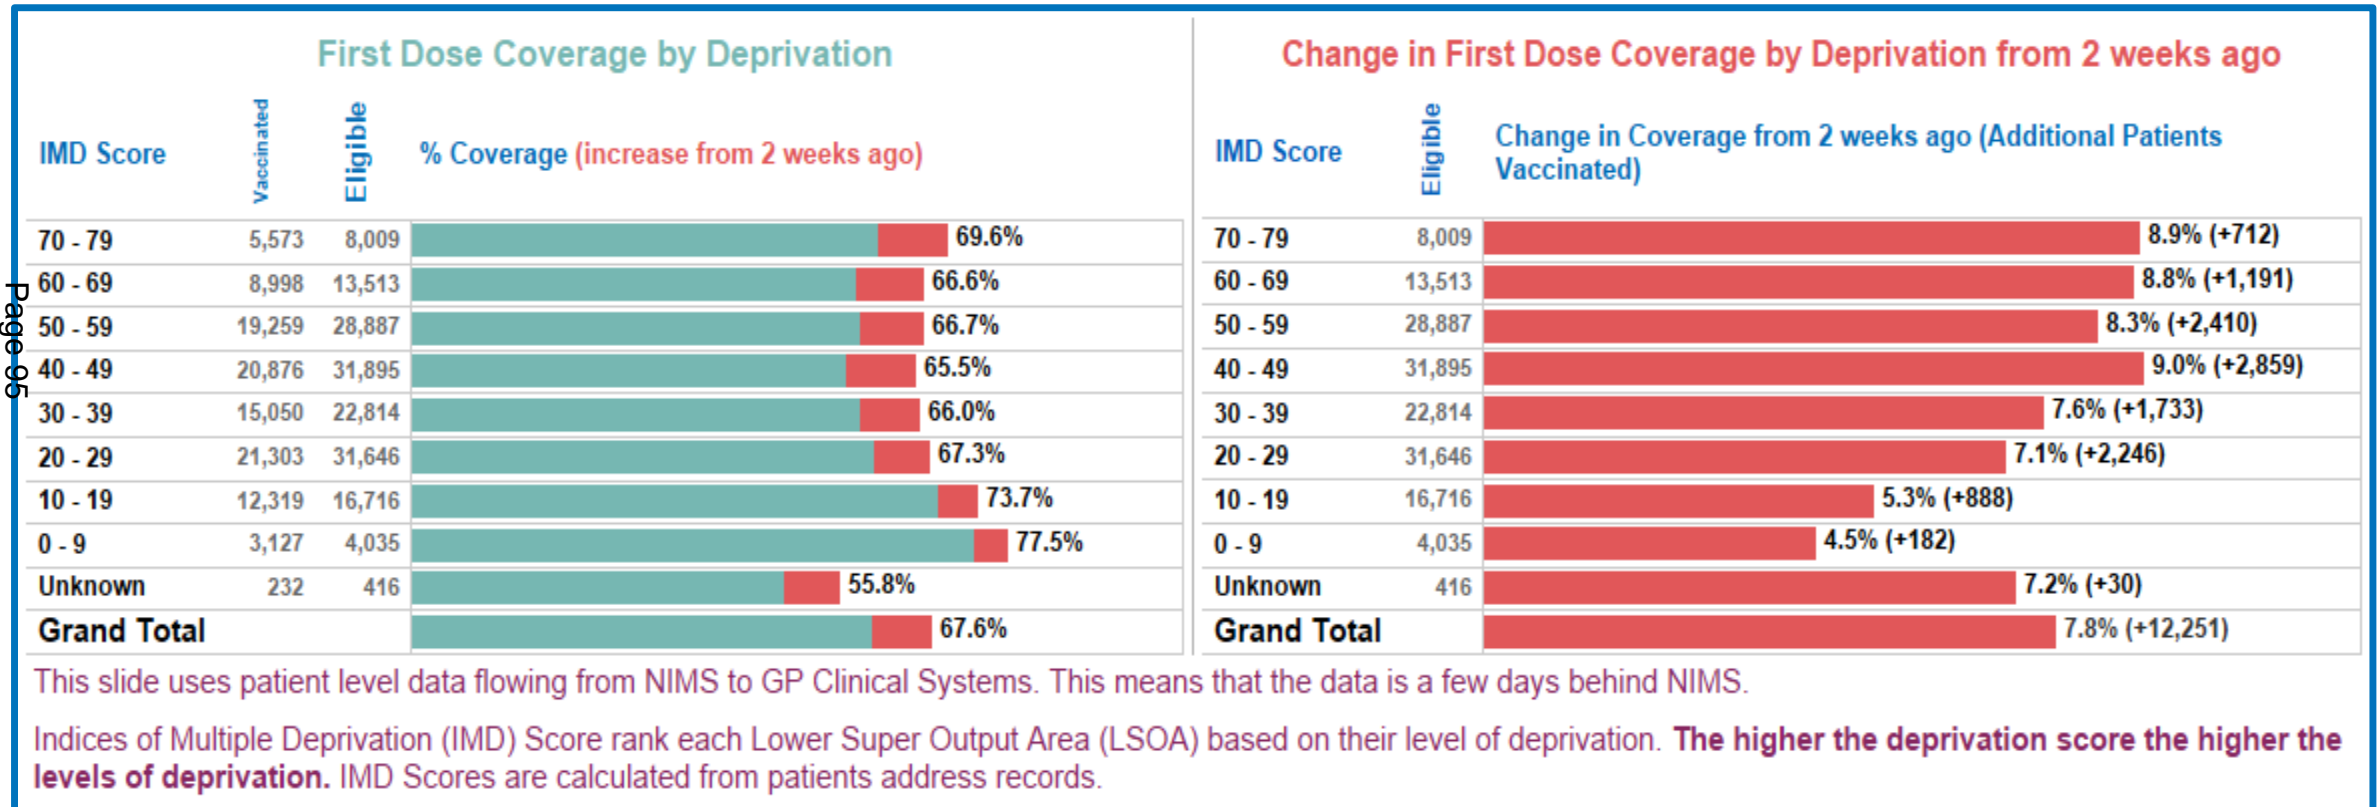 First Dose Coverage by Deprivation
IMD Score Vaccinated Eligible % Coverage (increase from 2 weeks ago)
70 - 79 5,573 8,009 69.6%
60 - 69 8,998 13,513 66.6%
50 - 59 19,259 28,887 66.7%
40 - 49 20,876 31,895 65.5%
30 - 39 15,050 22,814 66.0%
20 - 29 21,303 31,646 67.3%
10 - 19 12,319 16,716 73.7%
0 - 9 3,127 4,035 77.5%
Unknown 232 416 55.8%
Grand Total 67.6%
Change in First Dose Coverage by Deprivation from 2 weeks ago
IMD Score Eligible Change in Coverage from 2 weeks ago (Additional Patients
Vaccinated)
70 - 79 8,009 8.9% (+712)
60 - 69 13,513 8.8% (+1,191)
50 - 59 28,887 8.3% (+2,410)
40 - 49 31,895 9.0% (+2,859)
30 - 39 22,814 7.6% (+1,733)
20 - 29 31,646 7.1% (+2,246)
10 - 19 16,716 5.3% (+888)
0 - 9 4,035 4.5% (+182)
Unknown 416 7.2% (+30)
Grand Total 7.8% (+12,251)
Page 95
This slide uses patient level data flowing from NIMS to GP Clinical Systems. This means that the data is a few days behind NIMS.
Indices of Multiple Deprivation (IMD) Score rank each Lower Super Output Area (LSOA) based on their level of deprivation. The higher the deprivation score the higher the
levels of deprivation. IMD Scores are calculated from patients address records.